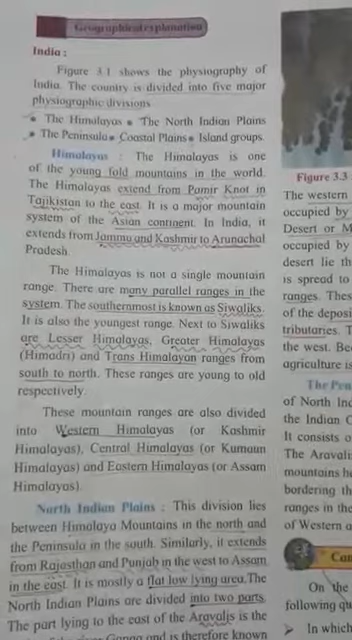 Geographical explanation
India :
Figure 3.1 shows the physiography of
India. The country is divided into five major
physiographic divisions
• The Himalayas • The North Indian Plains
• The Peninsula • Coastal Plains • Island groups.
Himalayas : The Himalayas is one
of the young fold mountains in the world.
The Himalayas extend from Pamir Knot in
Tajikistan to the east. It is a major mountain
system of the Asian continent. In India, it
extends from Jammu and Kashmir to Arunachal
Pradesh.
The Himalayas is not a single mountain
range. There are many parallel ranges in the
system. The southernmost is known as Siwaliks.
It is also the youngest range. Next to Siwaliks
are Lesser Himalayas, Greater Himalayas
(Himadri) and Trans Himalayan ranges from
south to north. These ranges are young to old
respectively.
These mountain ranges are also divided
into Western Himalayas (or Kashmir
Himalayas), Central Himalayas (or Kumaun
Himalayas) and Eastern Himalayas (or Assam
Himalayas).
North Indian Plains : This division lies
between Himalaya Mountains in the north and
the Peninsula in the south. Similarly, it extends
from Rajasthan and Punjab in the west to Assam
in the east. It is mostly a flat low lying area. The
North Indian Plains are divided into two parts.
The part lying to the east of the Aravalis is the
Ganga and is therefore known
Figure 3.3
The western
occupied by
Desert or M
occupied by
desert lie th
is spread to
ranges. Thes
of the deposi
tributaries. T
the west. Be
agriculture is
The Pen
of North Ind
the Indian O
It consists o
The Aravali
mountains he
bordering th
ranges in the
of Western a
Can
On the
following qu
➢ In which